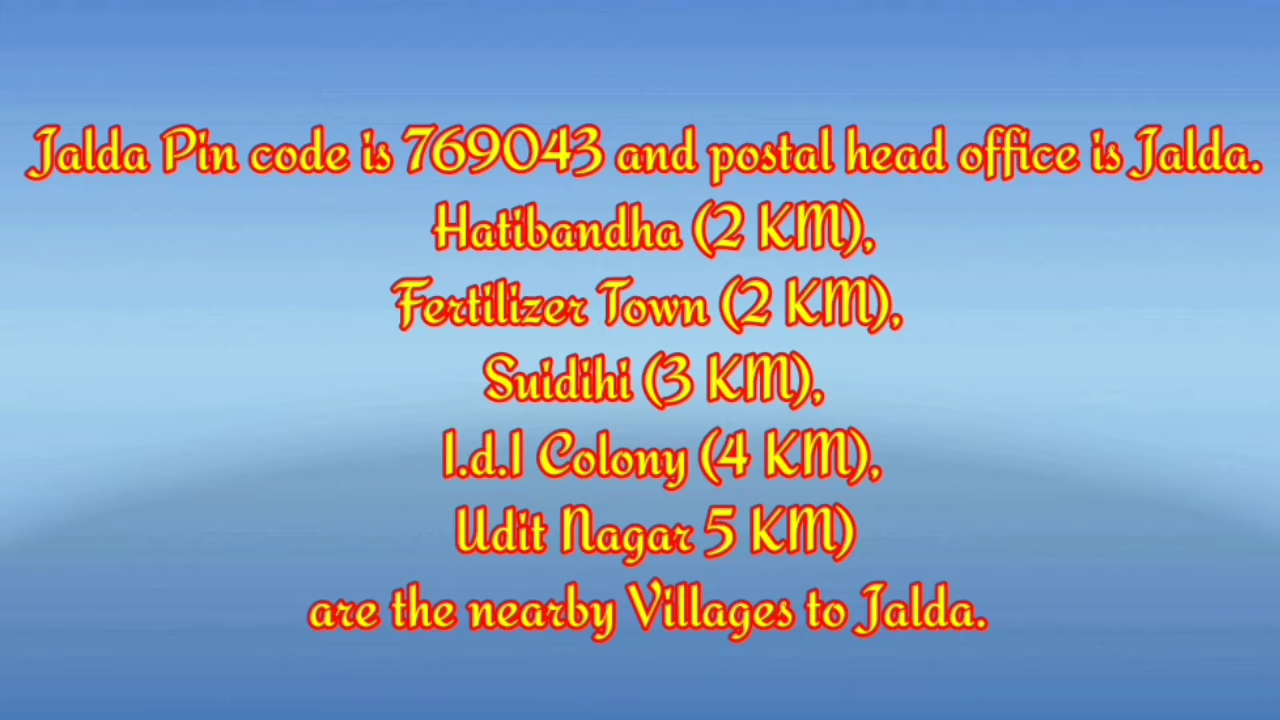 Jalda Pin code is 769043 and postal head office is Jalda.
Hatibandha (2 KM),
Fertilizer Town (2 KM),
Suidihi (3 KM),
I.d.l Colony (4 KM),
Udit Nagar 5 KM)
are the nearby Villages to Jalda.